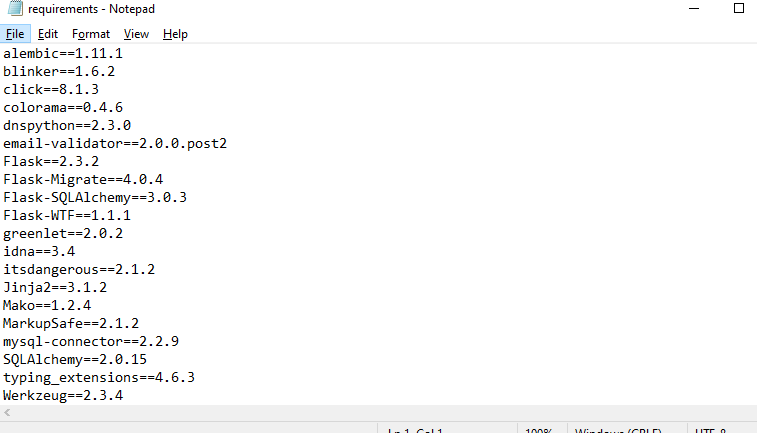 requirements - Notepad
File Edit Format View Help
alembic==1.11.1
blinker==1.6.2
click==8.1.3
colorama==0.4.6
dnspython==2.3.0
email-validator==2.0.0.post2
Flask==2.3.2
Flask-Migrate==4.0.4
Flask-SQLAlchemy==3.0.3
Flask-WTF==1.1.1
greenlet==2.0.2
idna==3.4
itsdangerous==2.1.2
Jinja2==3.1.2
Mako==1.2.4
MarkupSafe==2.1.2
mysql-connector==2.2.9
SQLAlchemy==2.0.15
typing_extensions==4.6.3
Werkzeug==2.3.4
Ln 1, Col 1 100% Windows (CRLF) UTF-8